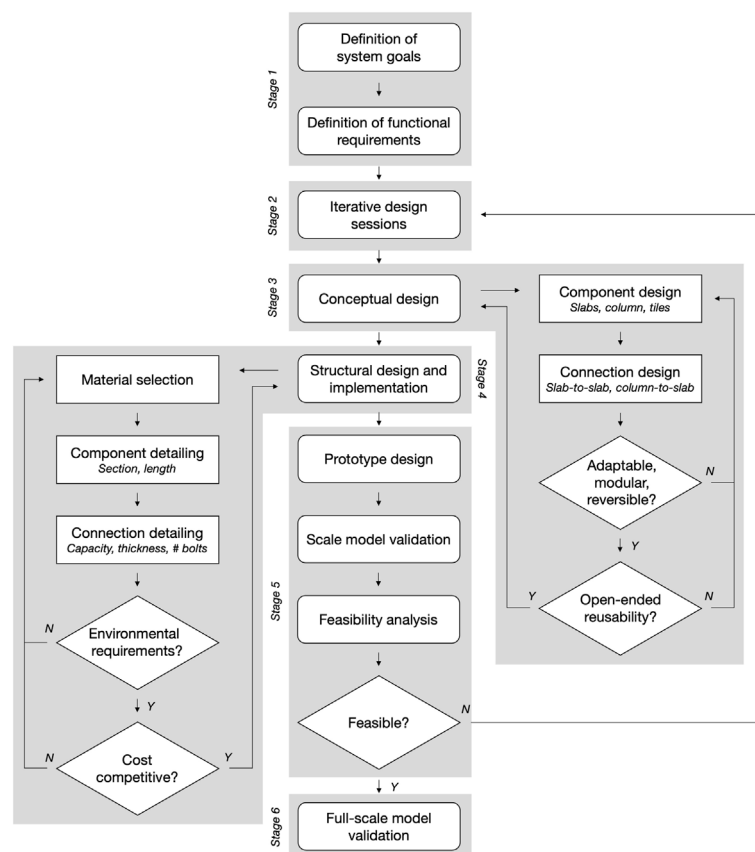 Stage 1
Definition of
system goals
Definition of functional
requirements
Stage 2
Iterative design
sessions
Stage 3
Conceptual design
Component design
Slabs, column, tiles
Connection design
Slab-to-slab, column-to-slab
Adaptable,
modular,
reversible?
N
Y
Open-ended
reusability?
Y
N
Stage 4
Structural design and
implementation
Material selection
Component detailing
Section, length
Connection detailing
Capacity, thickness, # bolts
Environmental
requirements?
N
Y
Cost
competitive?
N
Y
Stage 5
Prototype design
Scale model validation
Feasibility analysis
Feasible?
N
Y
Stage 6
Full-scale model
validation